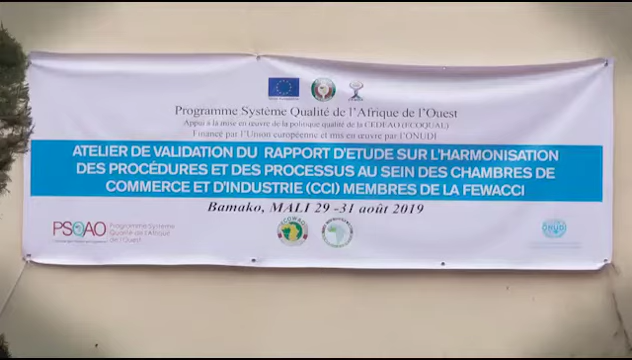 Programme Système Qualité de l'Afrique de l'Ouest
Appui à la mise en œuvre de la politique qualité de la CEDEAO (ECOQUAL)
Financé par l'Union européenne et mis en œuvre par l'ONUDI
ATELIER DE VALIDATION DU RAPPORT D'ETUDE SUR L'HARMONISATION
DES PROCÉDURES ET DES PROCESSUS AU SEIN DES CHAMBRES DE
COMMERCE ET D'INDUSTRIE (CCI) MEMBRES DE LA FEWACCI
Bamako, MALI 29 -31 août 2019
PSQAO
Programme Système
Qualité de l'Afrique
de l'Ouest
ECOWAS
ONUDI